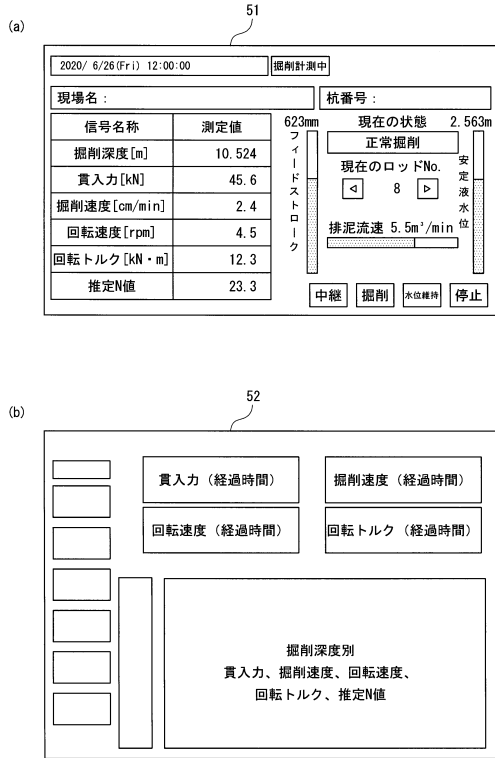 51
(a)
2020/ 6/26(Fri) 12:00:00
掘削計測中
現場名：
杭番号：
信号名称 測定値
掘削深度[m] 10.524
貫入力[kN] 45.6
掘削速度[cm/min] 2.4
回転速度[rpm] 4.5
回転トルク[kN・m] 12.3
推定N値 23.3
623mm
フィードストローク
現在の状態
正常掘削
現在のロッドNo.
8
排泥流速 5.5m³/min
2.563m
安定液水位
中継 掘削 水位維持 停止
52
(b)
貫入力（経過時間） 掘削速度（経過時間）
回転速度（経過時間） 回転トルク（経過時間）
掘削深度別
貫入力、掘削速度、回転速度、
回転トルク、推定N値